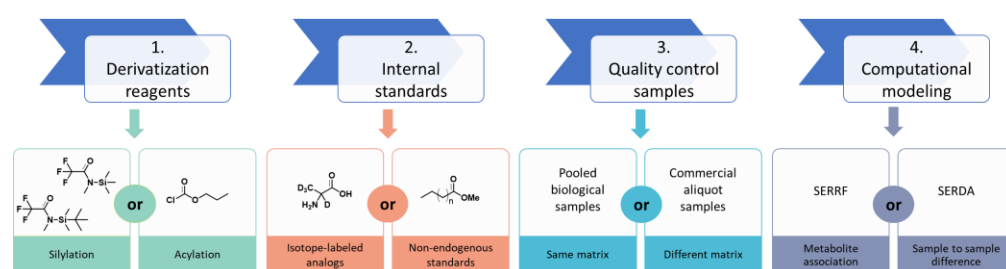 1.
Derivatization
reagents
2.
Internal
standards
3.
Quality control
samples
4.
Computational
modeling
F
F
F
O
N
Si
F
F
F
O
N
Si
or
Cl
O
O
Silylation
Acylation
D₃C
O
OH
H₂N
D
or
O
n
OMe
Isotope-labeled
analogs
Non-endogenous
standards
Pooled
biological
samples
or
Commercial
aliquot
samples
Same matrix
Different matrix
SERRF
or
SERDA
Metabolite
association
Sample to sample
difference